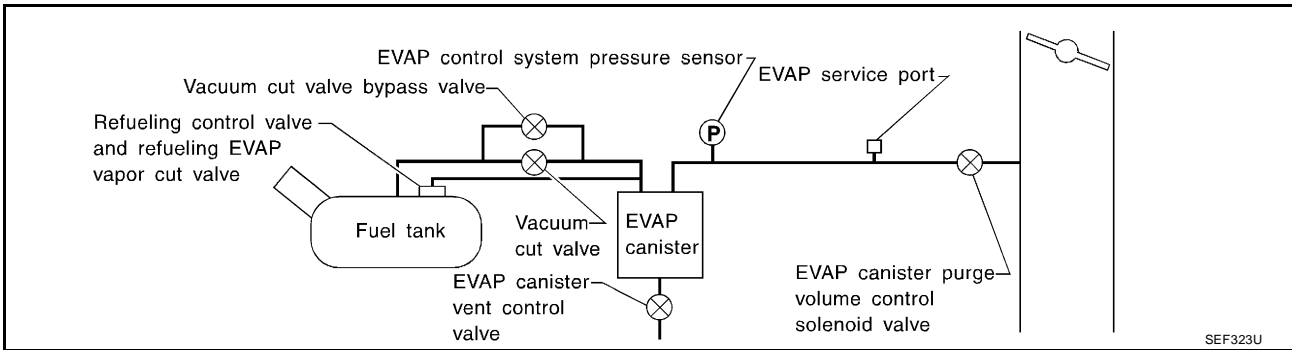 EVAP control system pressure sensor
EVAP service port
Vacuum cut valve bypass valve
Refueling control valve
and refueling EVAP
vapor cut valve
P
Fuel tank
Vacuum
cut valve
EVAP
canister
EVAP canister
vent control
valve
EVAP canister purge
volume control
solenoid valve
SEF323U